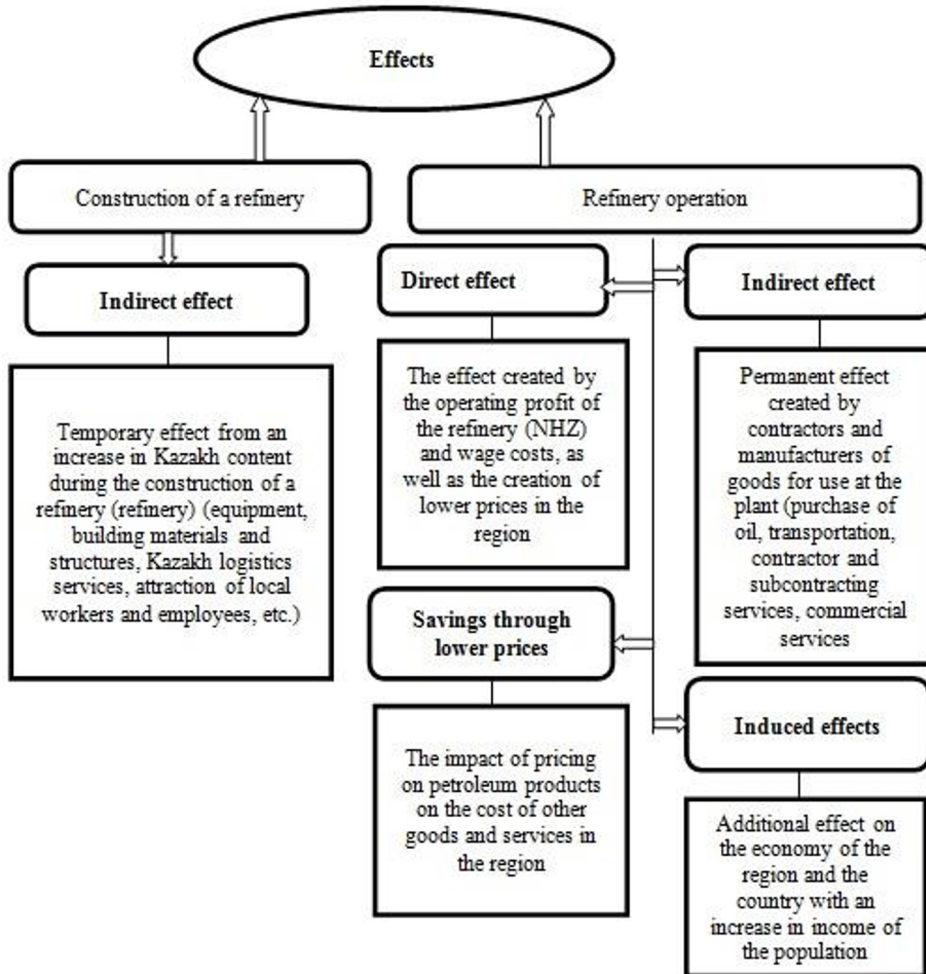 Effects
Construction of a refinery
Refinery operation
Indirect effect
Temporary effect from an
increase in Kazakh content
during the construction of a
refinery (refinery) (equipment,
building materials and
structures, Kazakh logistics
services, attraction of local
workers and employees, etc.)
Direct effect
The effect created by
the operating profit of
the refinery (NHZ)
and wage costs, as
well as the creation of
lower prices in the
region
Indirect effect
Permanent effect
created by
contractors and
manufacturers of
goods for use at the
plant (purchase of
oil, transportation,
contractor and
subcontracting
services, commercial
services
Savings through
lower prices
The impact of pricing
on petroleum products
on the cost of other
goods and services in
the region
Induced effects
Additional effect on
the economy of the
region and the
country with an
increase in income of
the population